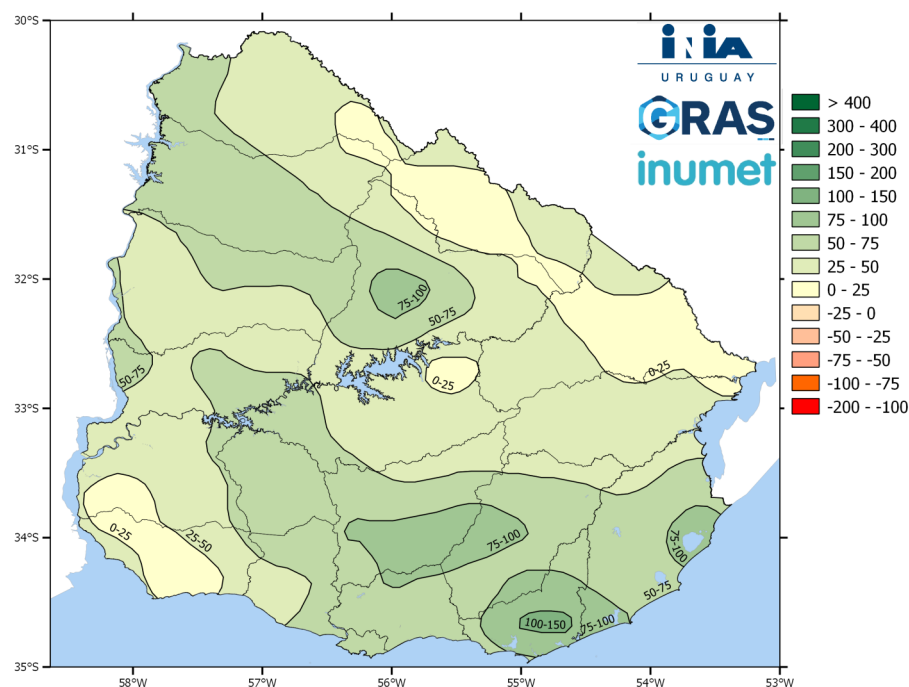 30°S
31°S
32°S
33°S
34°S
35°S
58°W
57°W
56°W
55°W
54°W
53°W
iNiA
URUGUAY
GRAS
inumet
> 400
300 - 400
200 - 300
150 - 200
100 - 150
75 - 100
50 - 75
25 - 50
0 - 25
-25 - 0
-50 - -25
-75 - -50
-100 - -75
-200 - -100
75-100
50-75
50-75
0-25
0-25
0-25
25-50
75-100
75-100
50-75
100-150
75-100